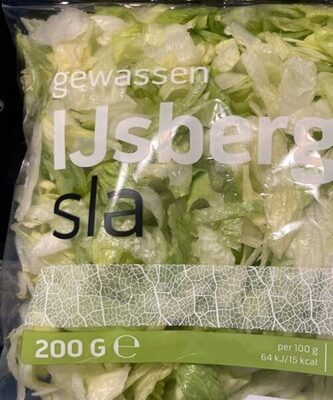 gewassen
IJsberg
sla
200 G ℮
per 100 g
64 kJ/15 kcal